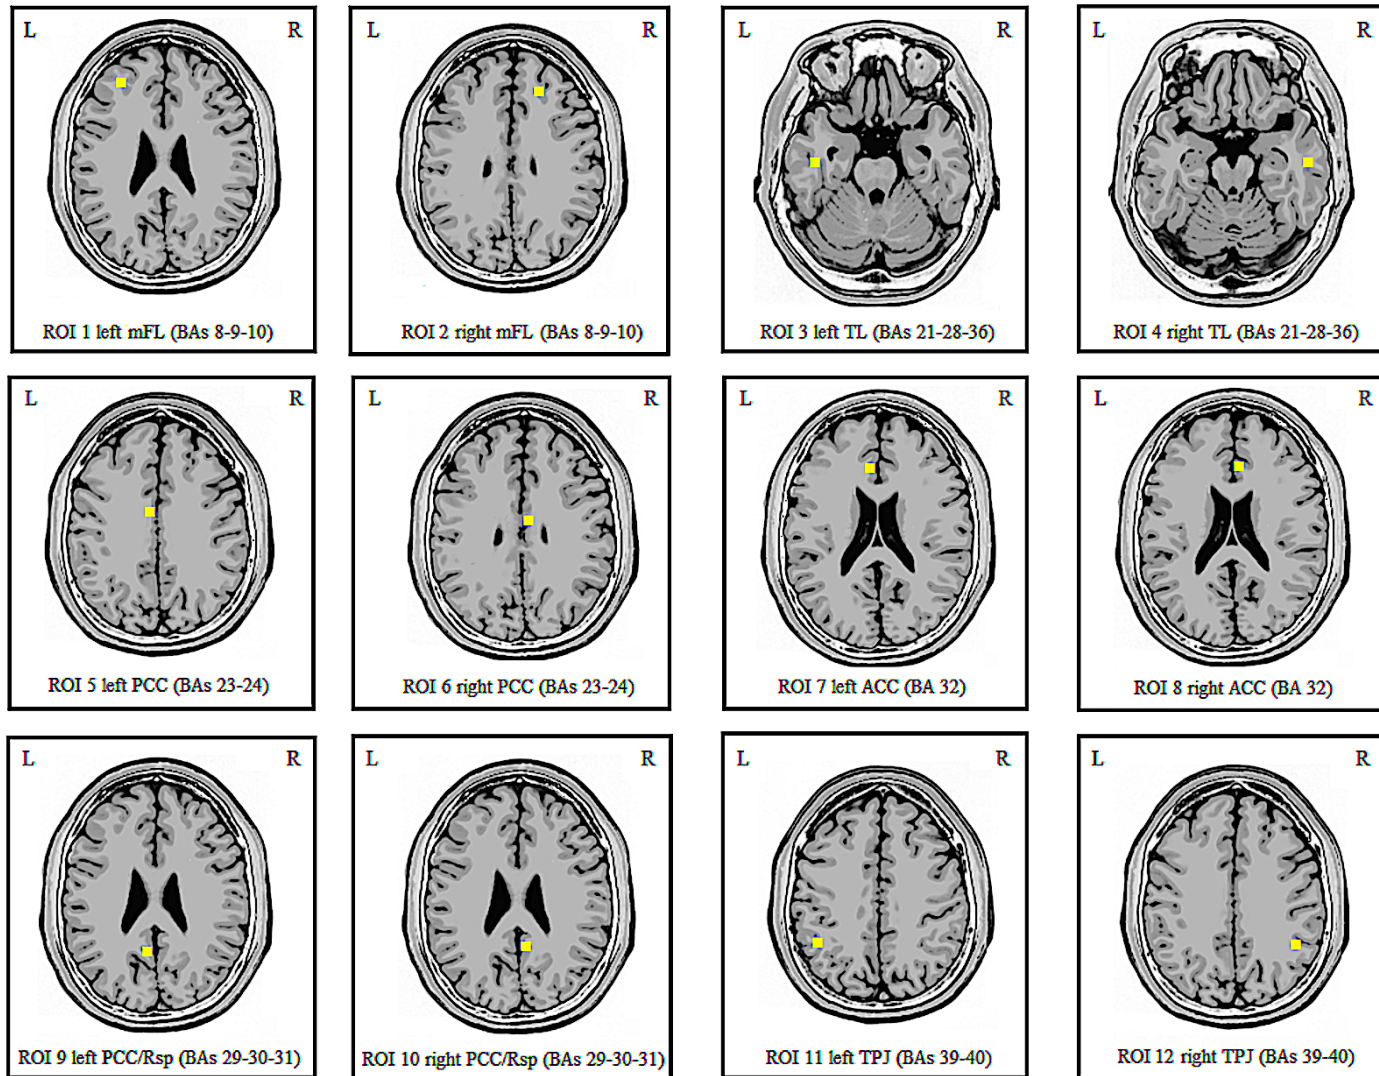 L R
ROI 1 left mFL (BAs 8-9-10)
L R
ROI 2 right mFL (BAs 8-9-10)
L R
ROI 3 left TL (BAs 21-28-36)
L R
ROI 4 right TL (BAs 21-28-36)
L R
ROI 5 left PCC (BAs 23-24)
L R
ROI 6 right PCC (BAs 23-24)
L R
ROI 7 left ACC (BA 32)
L R
ROI 8 right ACC (BA 32)
L R
ROI 9 left PCC/Rsp (BAs 29-30-31)
L R
ROI 10 right PCC/Rsp (BAs 29-30-31)
L R
ROI 11 left TPJ (BAs 39-40)
L R
ROI 12 right TPJ (BAs 39-40)